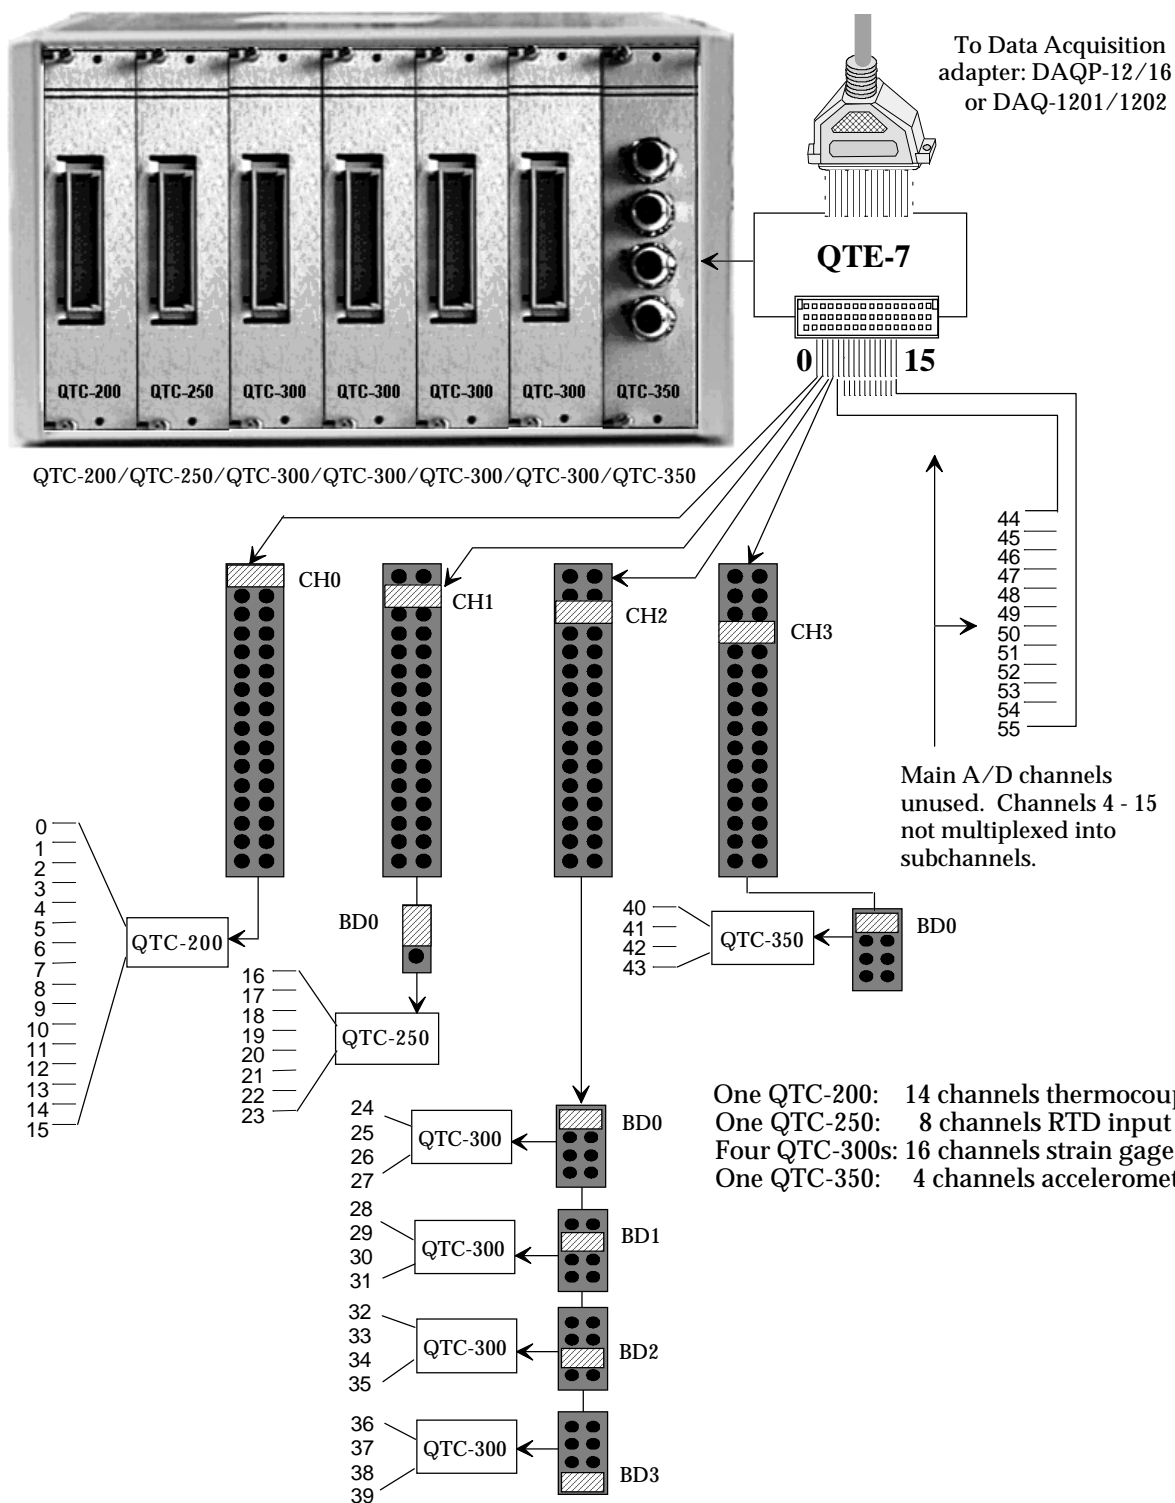 To Data Acquisition
adapter: DAQP-12/16
or DAQ-1201/1202
QTE-7
0 15
QTC-200 QTC-250 QTC-300 QTC-300 QTC-300 QTC-300 QTC-350
QTC-200/QTC-250/QTC-300/QTC-300/QTC-300/QTC-300/QTC-350
CH0
CH1
CH2
CH3
44
45
46
47
48
49
50
51
52
53
54
55
Main A/D channels
unused. Channels 4 - 15
not multiplexed into
subchannels.
0
1
2
3
4
5
6
7
8
9
10
11
12
13
14
15
QTC-200
BD0
16
17
18
19
20
21
22
23
QTC-250
40
41
42
43
QTC-350
BD0
One QTC-200: 14 channels thermocou
One QTC-250: 8 channels RTD input
Four QTC-300s: 16 channels strain gage
One QTC-350: 4 channels acceleromet
24
25
26
27
QTC-300
BD0
28
29
30
31
QTC-300
BD1
32
33
34
35
QTC-300
BD2
36
37
38
39
QTC-300
BD3